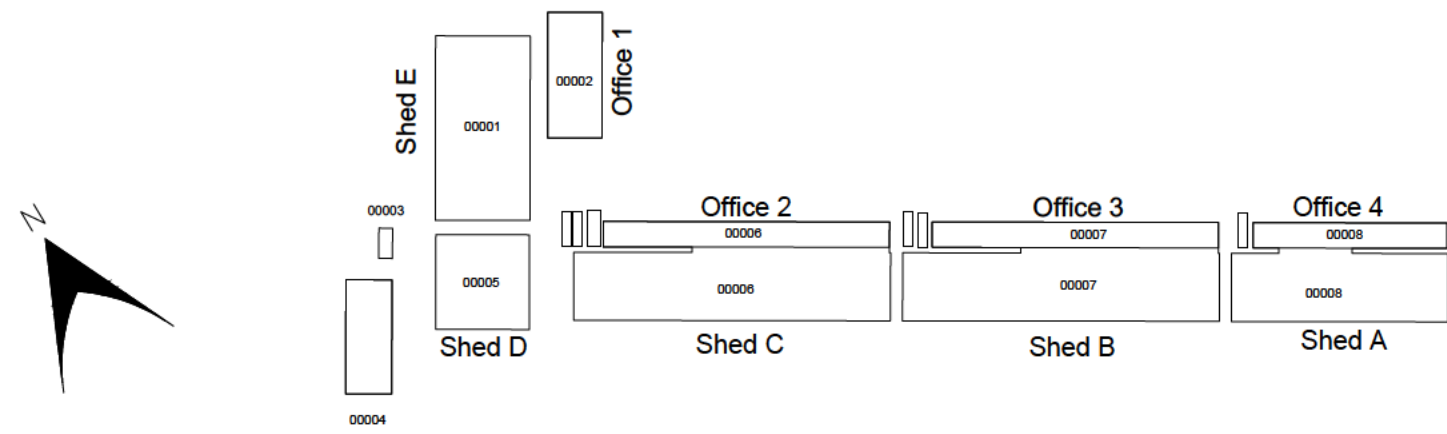 Shed E
00001
00002
Office 1
N
00003
Office 2
00006
Office 3
00007
Office 4
00008
00005
00006
00007
00008
Shed D
Shed C
Shed B
Shed A
00004